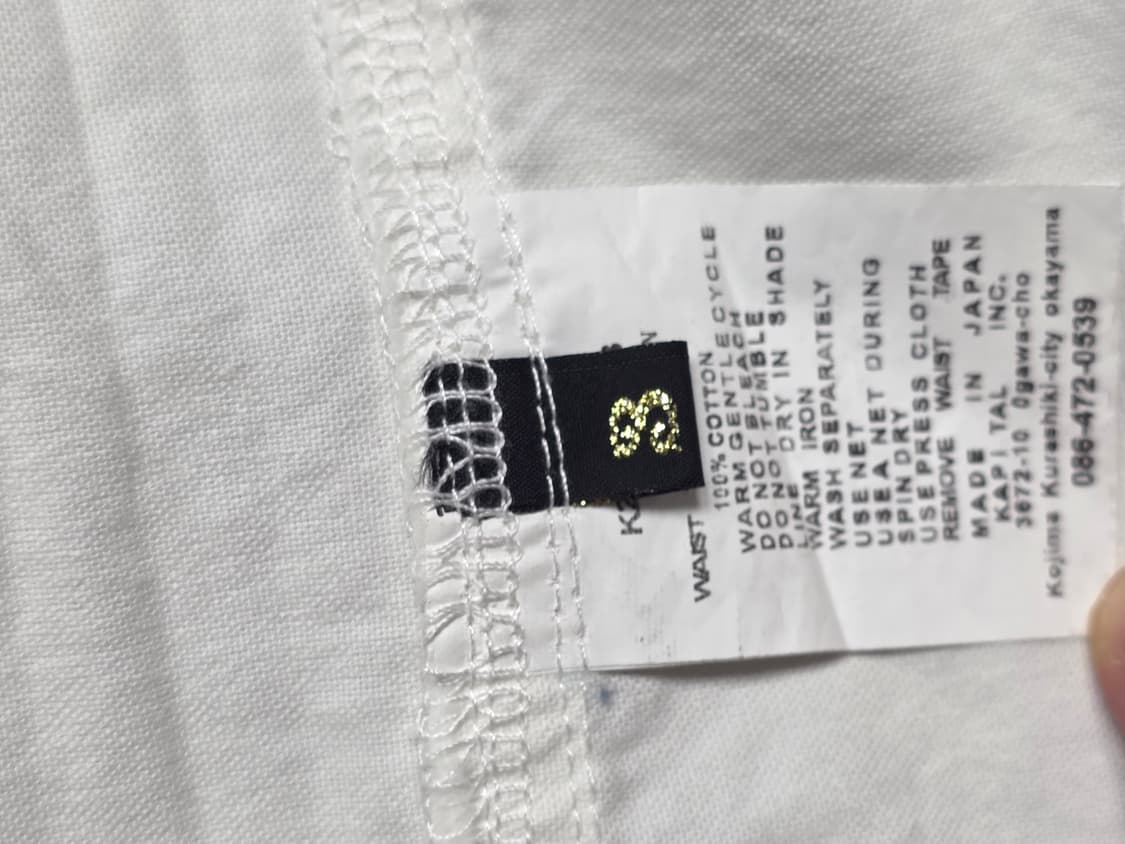 WAIST
100% COTTON
WARM GENTLE CYCLE
DO NOT BLEACH
DO NOT TUMBLE
LINE DRY IN SHADE
WARM IRON
WASH SEPARATELY
USE NET
USE A NET DURING
SPIN DRY
USE PRESS CLOTH
REMOVE WAIST TAPE
MADE IN JAPAN
KAPITAL INC.
3672-10 Ogawa-cho
Kojima Kurashiki-city okayama
086-472-0539